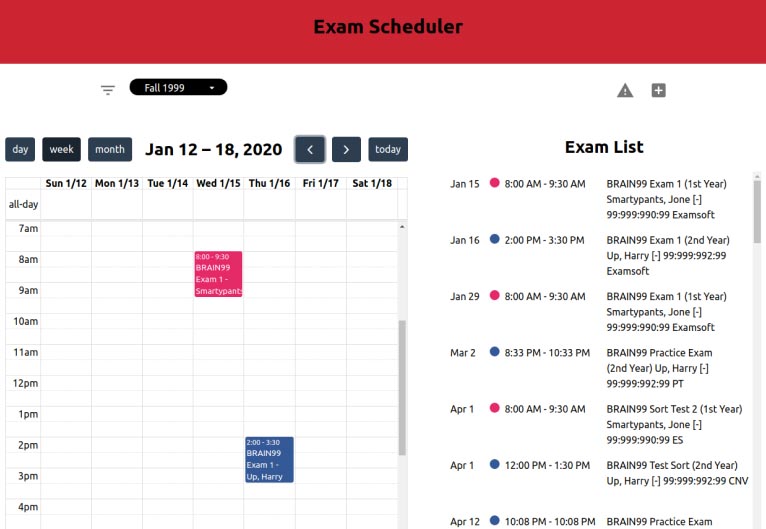 Exam Scheduler
Fall 1999
day week month Jan 12 – 18, 2020 today
Sun 1/12 Mon 1/13 Tue 1/14 Wed 1/15 Thu 1/16 Fri 1/17 Sat 1/18
all-day
7am
8am
9am
10am
11am
12pm
1pm
2pm
3pm
4pm
8:00 - 9:30
BRAIN99
Exam 1 -
Smartypants
2:00 - 3:30
BRAIN99
Exam 1 -
Up, Harry
Exam List
Jan 15 8:00 AM - 9:30 AM BRAIN99 Exam 1 (1st Year)
Smartypants, Jone [-]
99:999:990:99 Examsoft
Jan 16 2:00 PM - 3:30 PM BRAIN99 Exam 1 (2nd Year)
Up, Harry [-] 99:999:992:99
Examsoft
Jan 29 8:00 AM - 9:30 AM BRAIN99 Exam 1 (1st Year)
Smartypants, Jone [-]
99:999:990:99 Examsoft
Mar 2 8:33 PM - 10:33 PM BRAIN99 Practice Exam
(2nd Year) Up, Harry [-]
99:999:992:99 PT
Apr 1 8:00 AM - 9:30 AM BRAIN99 Sort Test 2 (1st Year)
Smartypants, Jone [-]
99:999:990:99 ES
Apr 1 12:00 PM - 1:30 PM BRAIN99 Test Sort (2nd Year)
Up, Harry [-] 99:999:992:99 CNV
Apr 12 10:08 PM - 10:08 PM BRAIN99 Practice Exam